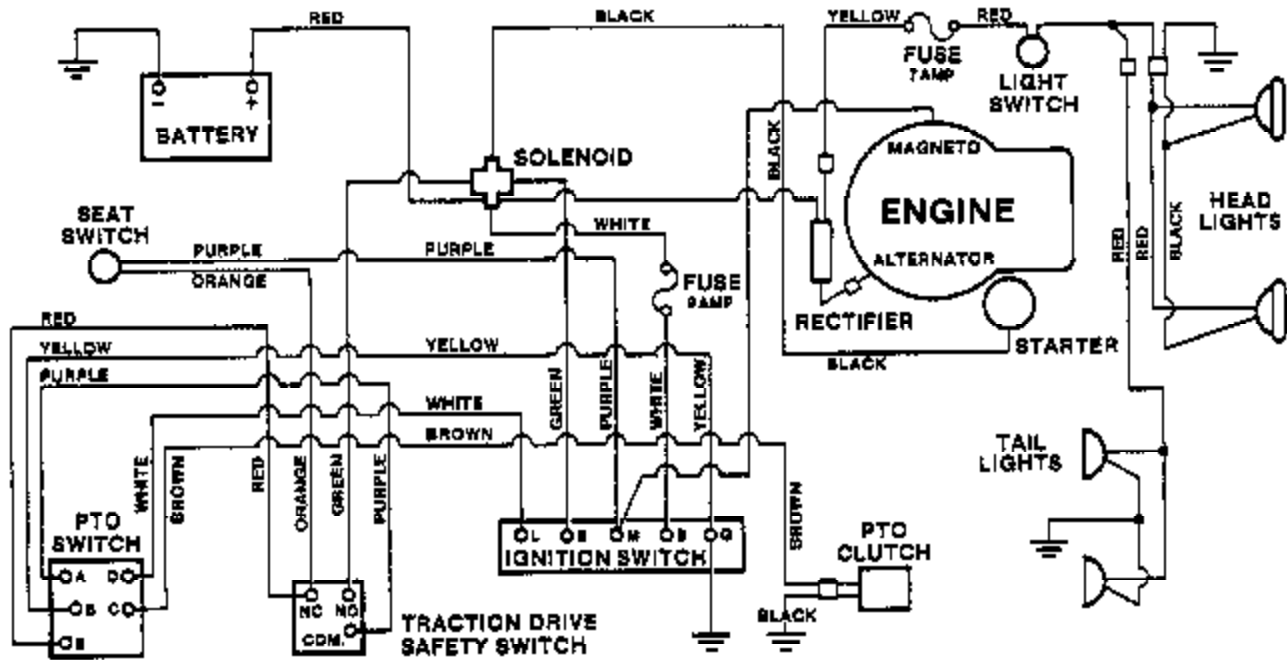 RED
BLACK
YELLOW
RED
FUSE
7AMP
LIGHT
SWITCH
BLACK
- +
BATTERY
SOLENOID
BLACK
MAGNETO
ENGINE
ALTERNATOR
HEAD
LIGHTS
RED
RED
BLACK
SEAT
SWITCH
PURPLE
PURPLE
ORANGE
WHITE
FUSE
9AMP
RECTIFIER
STARTER
BLACK
RED
YELLOW
YELLOW
PURPLE
WHITE
BROWN
GREEN
PURPLE
WHITE
YELLOW
TAIL
LIGHTS
WHITE
BROWN
RED
ORANGE
GREEN
PURPLE
BROWN
PTO
SWITCH
A D
B C
E
L S M B G
IGNITION SWITCH
PTO
CLUTCH
BLACK
NC NO
COM.
TRACTION DRIVE
SAFETY SWITCH